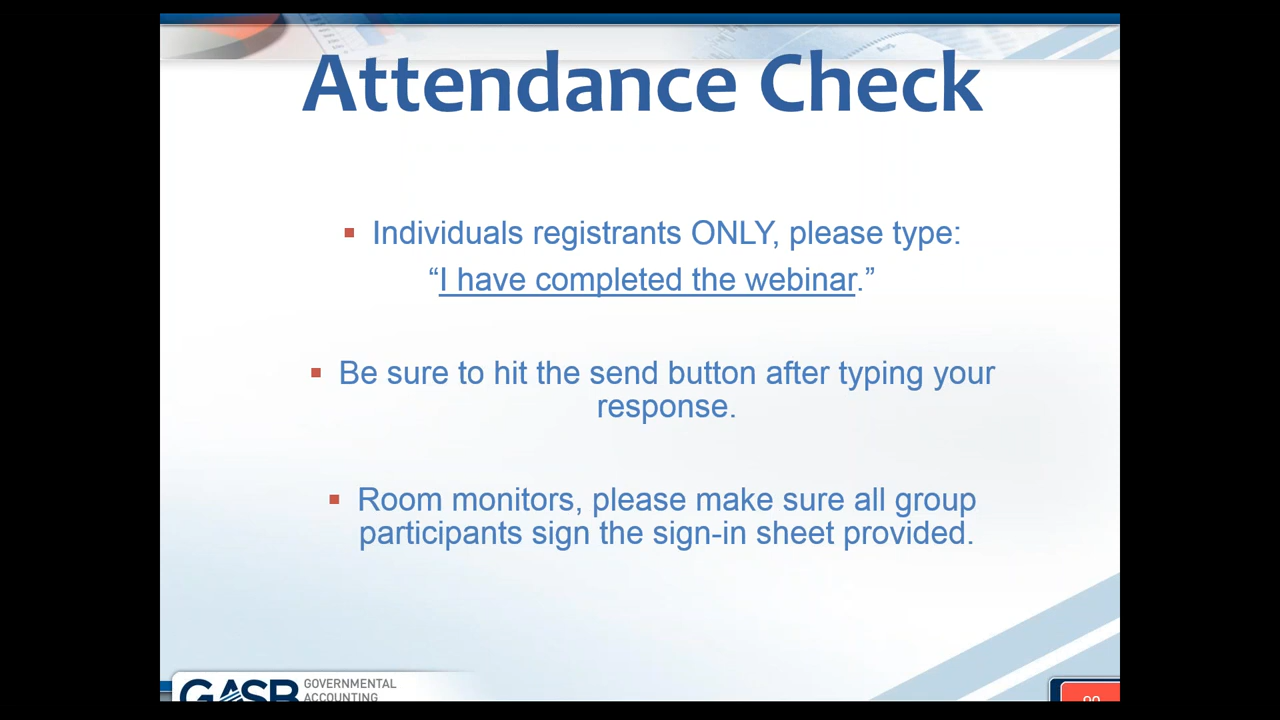 Attendance Check
▪ Individuals registrants ONLY, please type:
“I have completed the webinar.”
▪ Be sure to hit the send button after typing your
response.
▪ Room monitors, please make sure all group
participants sign the sign-in sheet provided.
GASB GOVERNMENTAL
ACCOUNTING